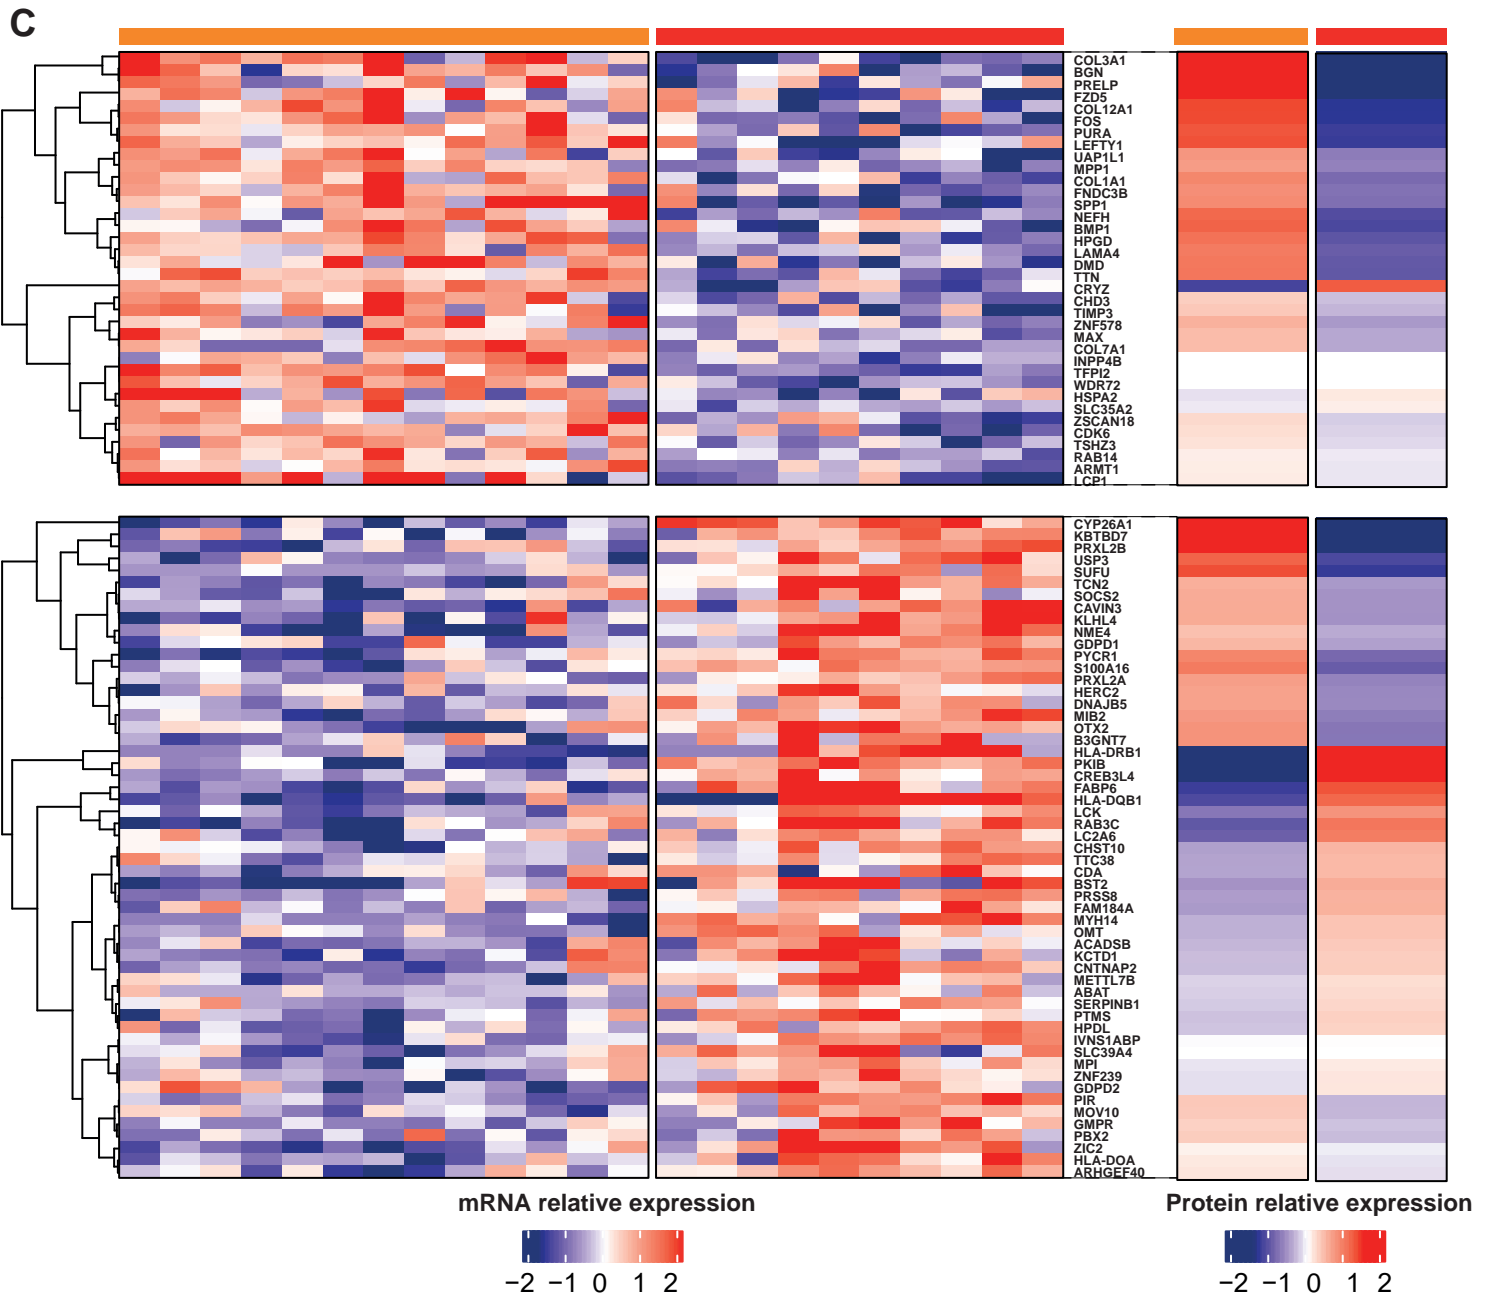 C
COL3A1
BGN
PRELP
FZD5
COL12A1
FOS
PURA
LEFTY1
UAP1L1
MPP1
COL1A1
FNDC3B
SPP1
NEFH
BMP1
HPGD
LAMA4
DMD
TTN
CRYZ
CHD3
TIMP3
ZNF578
MAX
COL7A1
INPP4B
TFPI2
WDR72
HSPA2
SLC35A2
ZSCAN18
CDK6
TSHZ3
RAB14
ARMT1
LCP1
CYP26A1
KBTBD7
PRXL2B
USP3
SUFU
TCN2
SOCS2
CAVIN3
KLHL4
NME4
GDPD1
PYCR1
S100A16
PRXL2A
HERC2
DNAJB5
MIB2
OTX2
B3GNT7
HLA-DRB1
PKIB
CREB3L4
FABP6
HLA-DQB1
LCK
RAB3C
LC2A6
CHST10
TTC38
CDA
BST2
PRSS8
FAM184A
MYH14
OMT
ACADSB
KCTD1
CNTNAP2
METTL7B
ABAT
SERPINB1
PTMS
HPDL
IVNS1ABP
SLC39A4
MPI
ZNF239
GDPD2
PIR
MOV10
GMPR
PBX2
ZIC2
HLA-DOA
ARHGEF40
mRNA relative expression
−2 −1 0 1 2
Protein relative expression
−2 −1 0 1 2